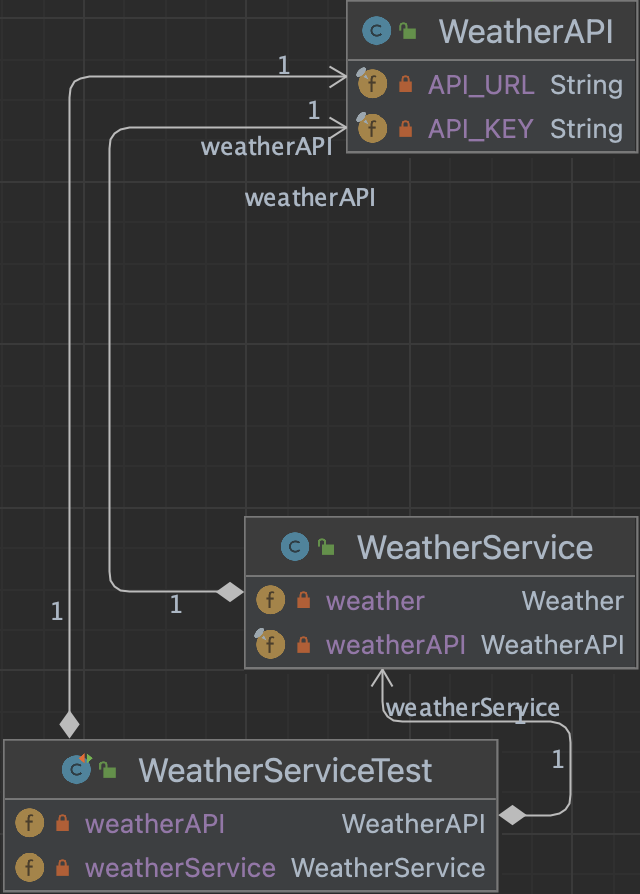 WeatherAPI
1
API_URL String
1
API_KEY String
weatherAPI
weatherAPI
WeatherService
weather Weather
1
1
weatherAPI WeatherAPI
weatherService
1
1
WeatherServiceTest
weatherAPI WeatherAPI
weatherService WeatherService